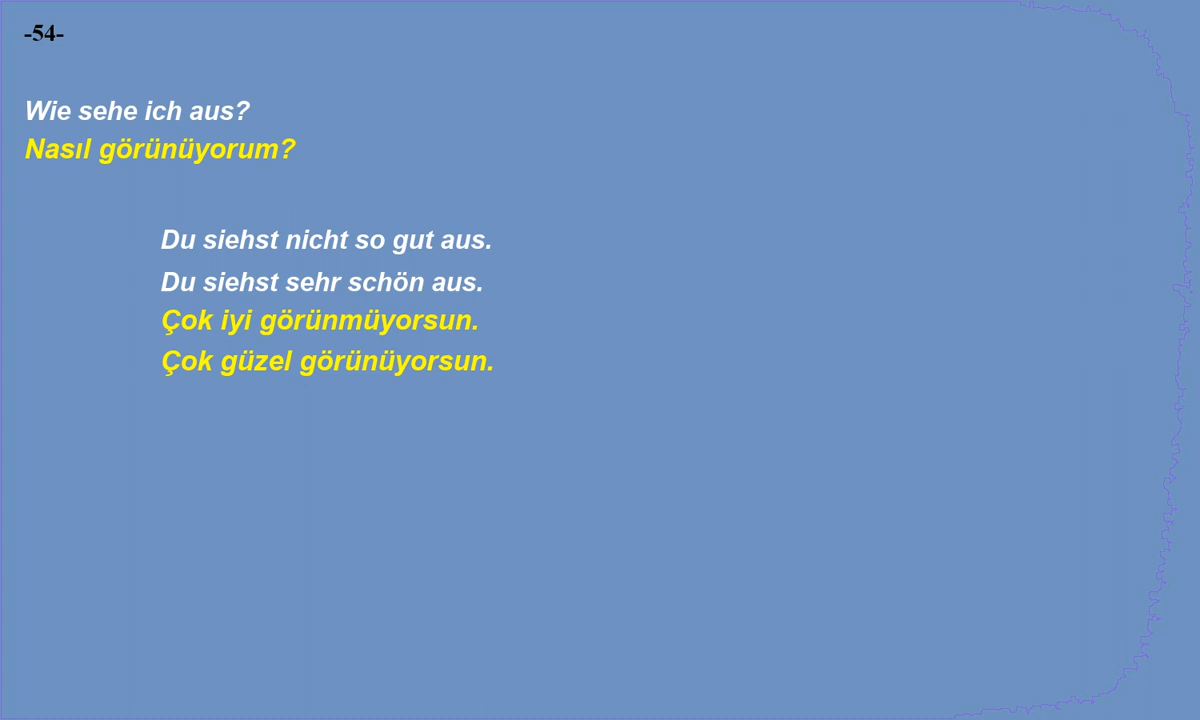 -54-
Wie sehe ich aus?
Nasıl görünüyorum?
Du siehst nicht so gut aus.
Du siehst sehr schön aus.
Çok iyi görünmüyorsun.
Çok güzel görünüyorsun.